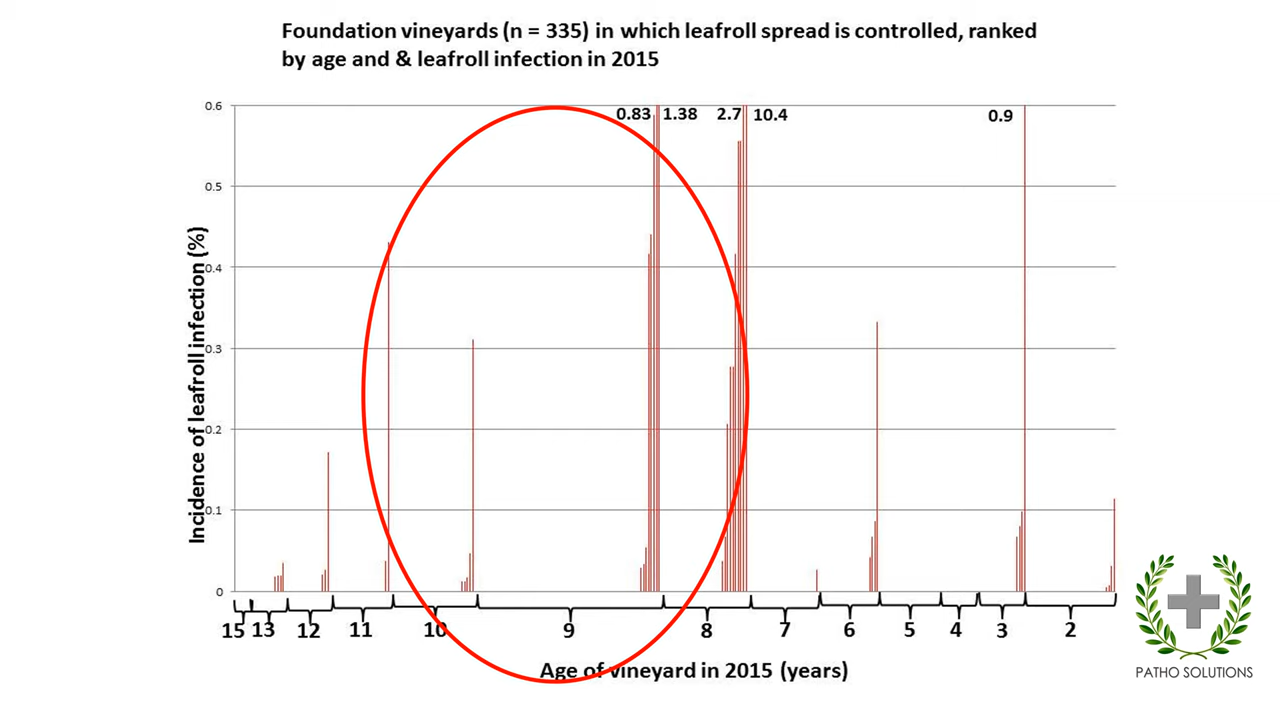 Foundation vineyards (n = 335) in which leafroll spread is controlled, ranked
by age and & leafroll infection in 2015
Incidence of leafroll infection (%)
0.6
0.5
0.4
0.3
0.2
0.1
0
0.83 1.38 2.7 10.4 0.9
15 13 12 11 10 9 8 7 6 5 4 3 2
Age of vineyard in 2015 (years)
PATHO SOLUTIONS